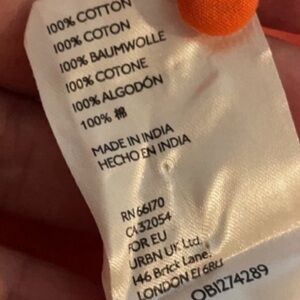 100% COTTON
100% COTON
100% BAUMWOLLE
100% COTONE
100% ALGODÓN
100% 棉
MADE IN INDIA
HECHO EN INDIA
RN 66170
CA 32054
FOR EU
URBN UK Ltd.
146 Brick Lane,
LONDON E1 6RU
OB1274289